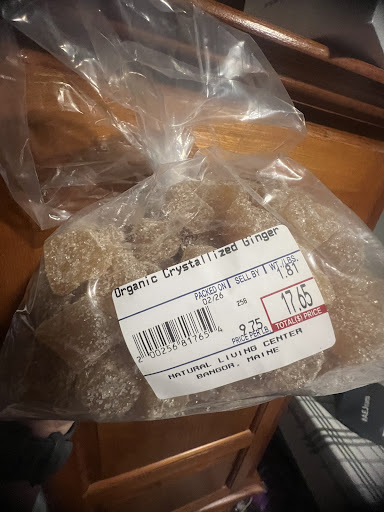 Organic Crystallized Ginger
PACKED ON SELL BY WT./LBS.
02/26 258 1.81
9.75 17.65
PRICE PER LB. TOTAL($) PRICE
2 00256 81765 4
NATURAL LIVING CENTER
BANGOR, MAINE